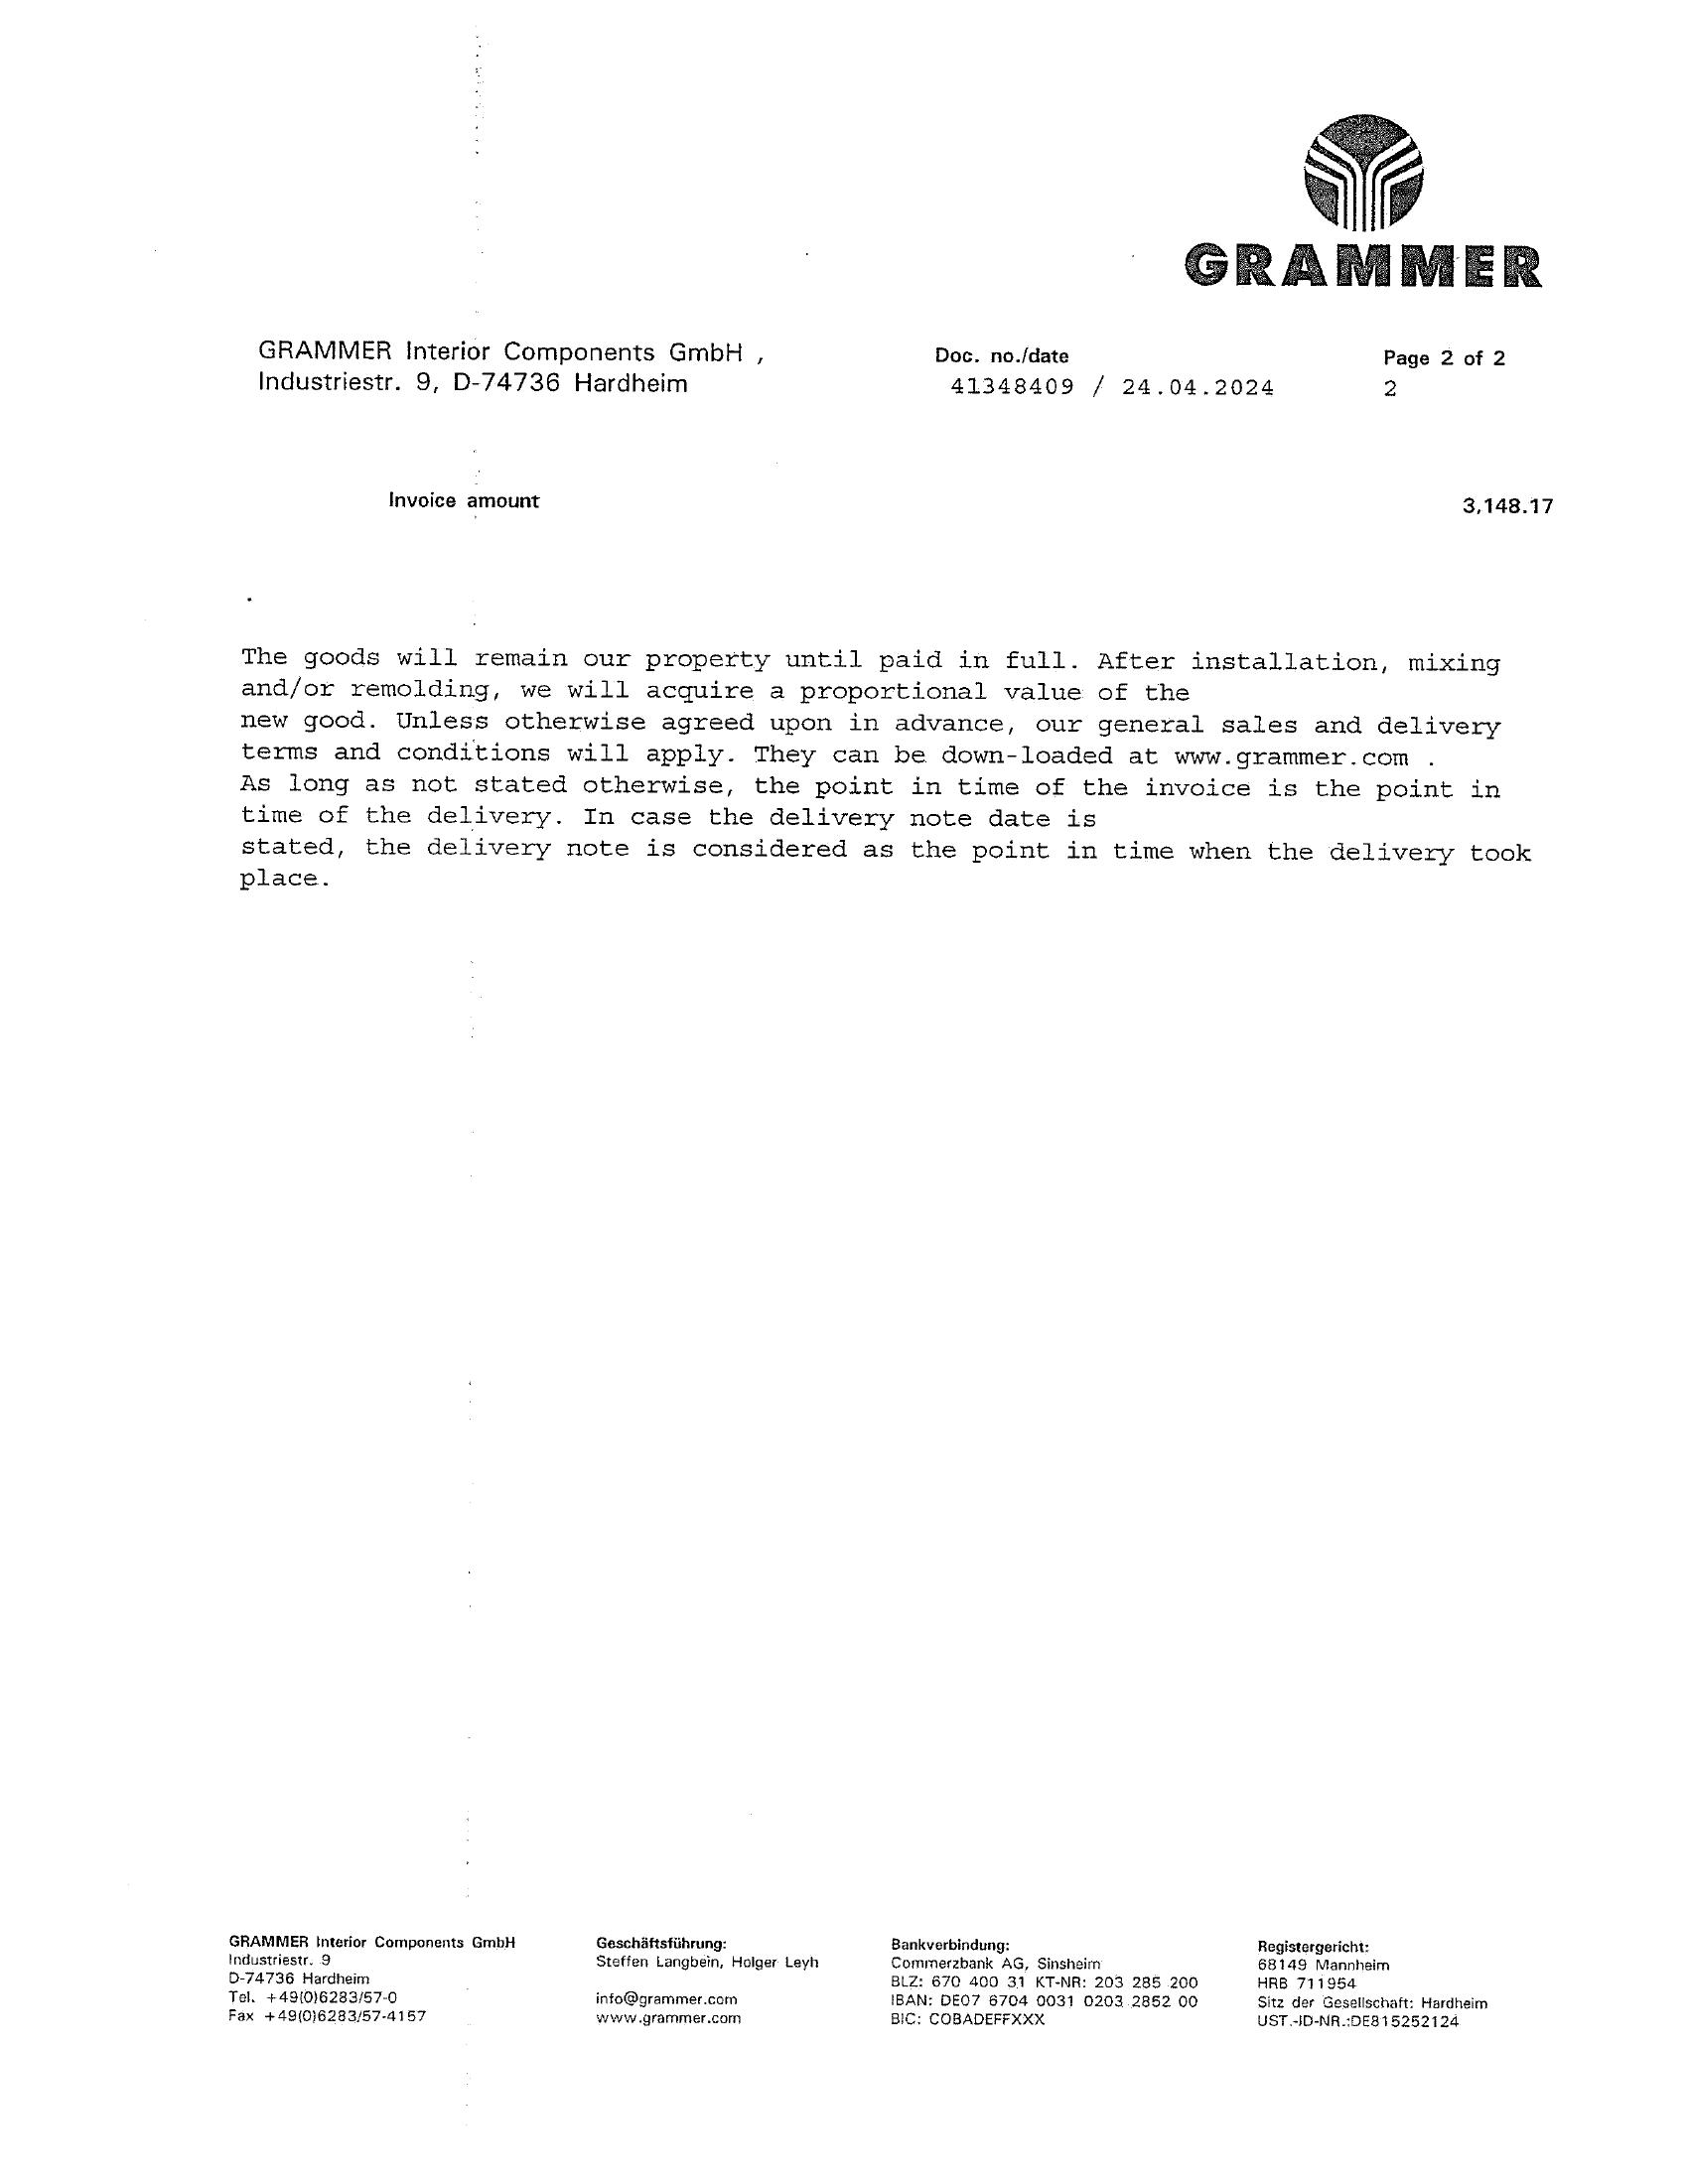 GRAMMER
GRAMMER Interior Components GmbH ,
Industriestr. 9, D-74736 Hardheim
Doc. no./date
41348409 / 24.04.2024
Page 2 of 2
2
Invoice amount
3,148.17
The goods will remain our property until paid in full. After installation, mixing
and/or remolding, we will acquire a proportional value of the
new good. Unless otherwise agreed upon in advance, our general sales and delivery
terms and conditions will apply. They can be down-loaded at www.grammer.com .
As long as not stated otherwise, the point in time of the invoice is the point in
time of the delivery. In case the delivery note date is
stated, the delivery note is considered as the point in time when the delivery took
place.
GRAMMER Interior Components GmbH
Industriestr. 9
D-74736 Hardheim
Tel. +49(0)6283/57-0
Fax +49(0)6283/57-4157
Geschäftsführung:
Steffen Langbein, Holger Leyh
info@grammer.com
www.grammer.com
Bankverbindung:
Commerzbank AG, Sinsheim
BLZ: 670 400 31 KT-NR: 203 285 200
IBAN: DE07 6704 0031 0203 2852 00
BIC: COBADEFFXXX
Registergericht:
68149 Mannheim
HRB 711954
Sitz der Gesellschaft: Hardheim
UST.-ID-NR.:DE815252124